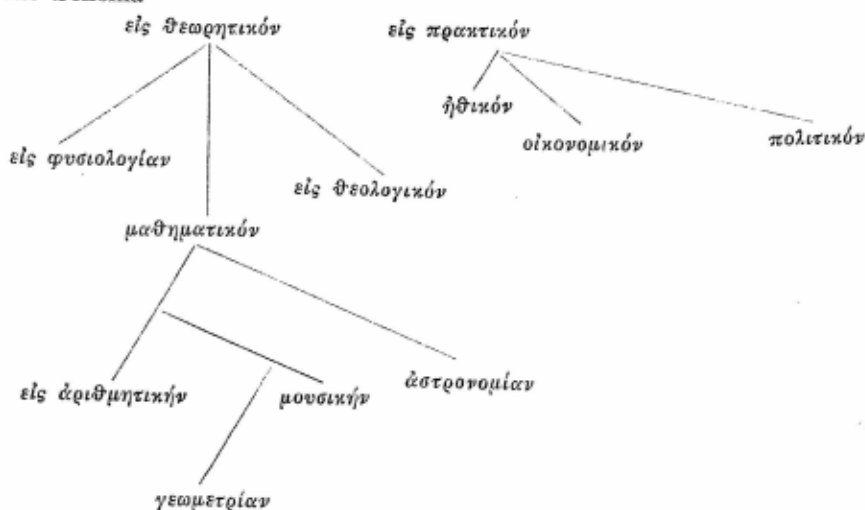 εἰς θεωρητικόν εἰς πρακτικόν
ἠθικόν
εἰς φυσιολογίαν οἰκονομικόν πολιτικόν
εἰς θεολογικόν
μαθηματικόν
εἰς ἀριθμητικήν μουσικήν ἀστρονομίαν
γεωμετρίαν